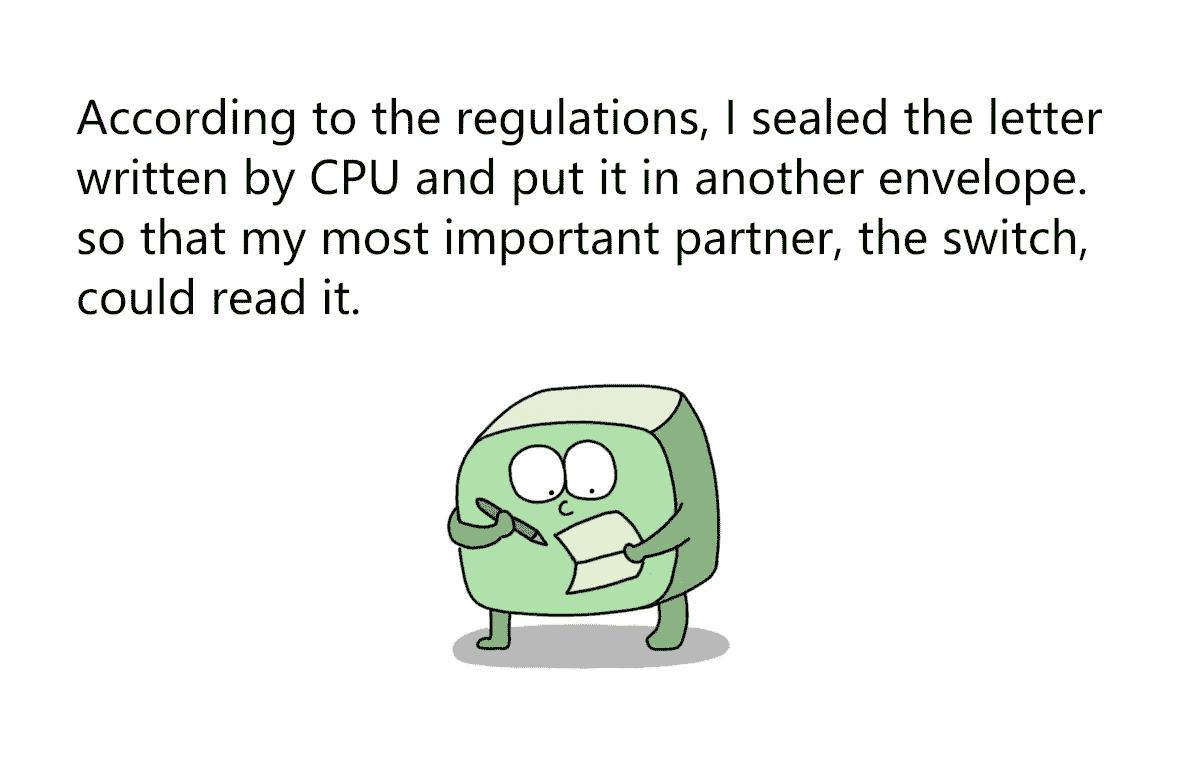 According to the regulations, I sealed the letter
written by CPU and put it in another envelope.
so that my most important partner, the switch,
could read it.